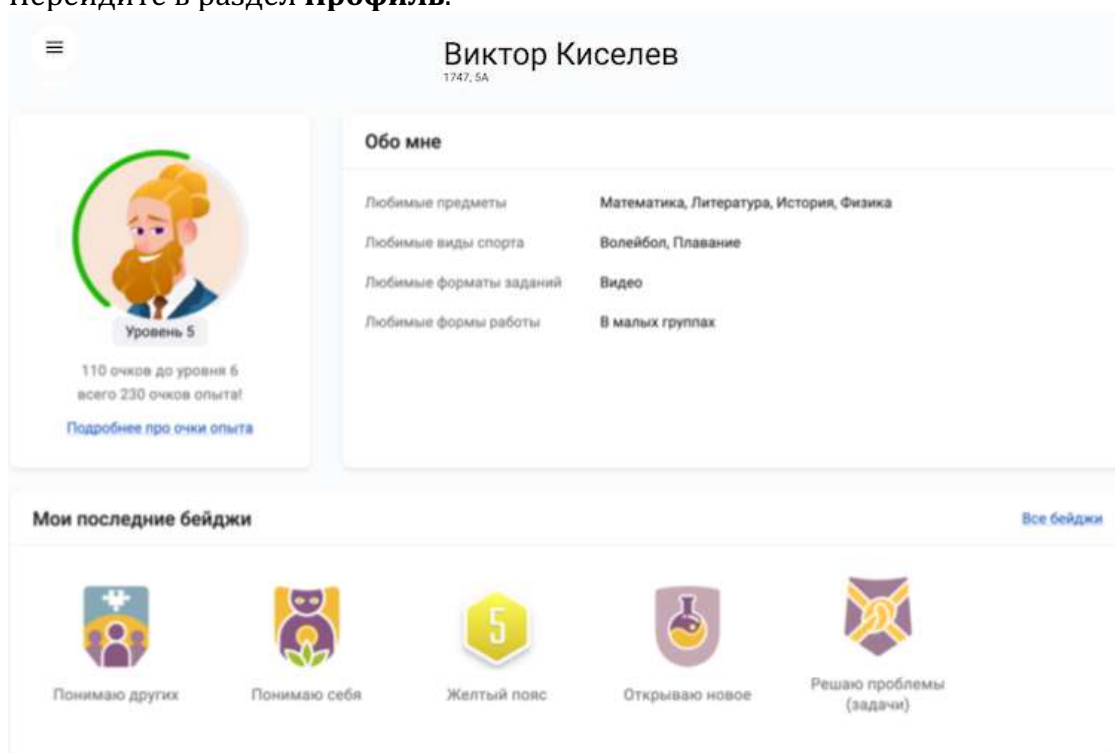 Перейдите в раздел Профиль.
Виктор Киселев
1747, 5А
Обо мне
Любимые предметы Математика, Литература, История, Физика
Любимые виды спорта Волейбол, Плавание
Любимые форматы заданий Видео
Любимые формы работы В малых группах
Уровень 5
110 очков до уровня 6
всего 230 очков опыта!
Подробнее про очки опыта
Мои последние бейджи Все бейджи
5
Понимаю других
Понимаю себя
Желтый пояс
Открываю новое
Решаю проблемы
(задачи)